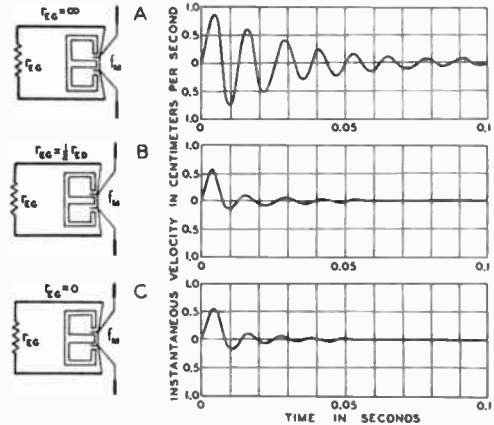 r_EG = ∞
A
r_EG
f_M
1.0
0.5
0
0.5
1.0
0
0.05
0.1
r_EG = ½ r_ED
B
r_EG
f_M
1.0
0.5
0
0.5
1.0
0
0.05
0.1
r_EG = 0
C
r_EG
f_M
1.0
0.5
0
0.5
1.0
0
0.05
0.1
INSTANTANEOUS VELOCITY IN CENTIMETERS PER SECOND
TIME IN SECONDS